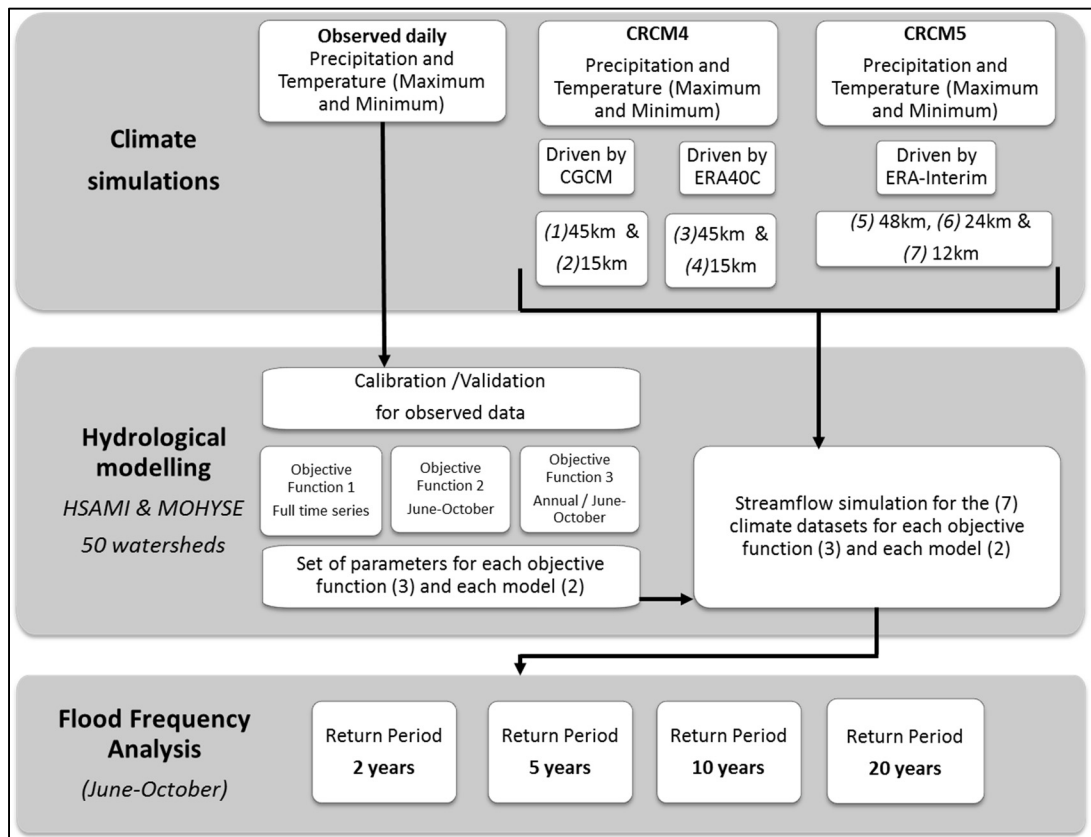 Climate
simulations
Observed daily
Precipitation and
Temperature (Maximum
and Minimum)
CRCM4
Precipitation and
Temperature (Maximum
and Minimum)
CRCM5
Precipitation and
Temperature (Maximum
and Minimum)
Driven by
CGCM
Driven by
ERA40C
Driven by
ERA-Interim
(1)45km &
(2)15km
(3)45km &
(4)15km
(5) 48km, (6) 24km &
(7) 12km
Hydrological
modelling
HSAMI & MOHYSE
50 watersheds
Calibration /Validation
for observed data
Objective
Function 1
Full time series
Objective
Function 2
June-October
Objective
Function 3
Annual / June-
October
Set of parameters for each objective
function (3) and each model (2)
Streamflow simulation for the (7)
climate datasets for each objective
function (3) and each model (2)
Flood Frequency
Analysis
(June-October)
Return Period
2 years
Return Period
5 years
Return Period
10 years
Return Period
20 years